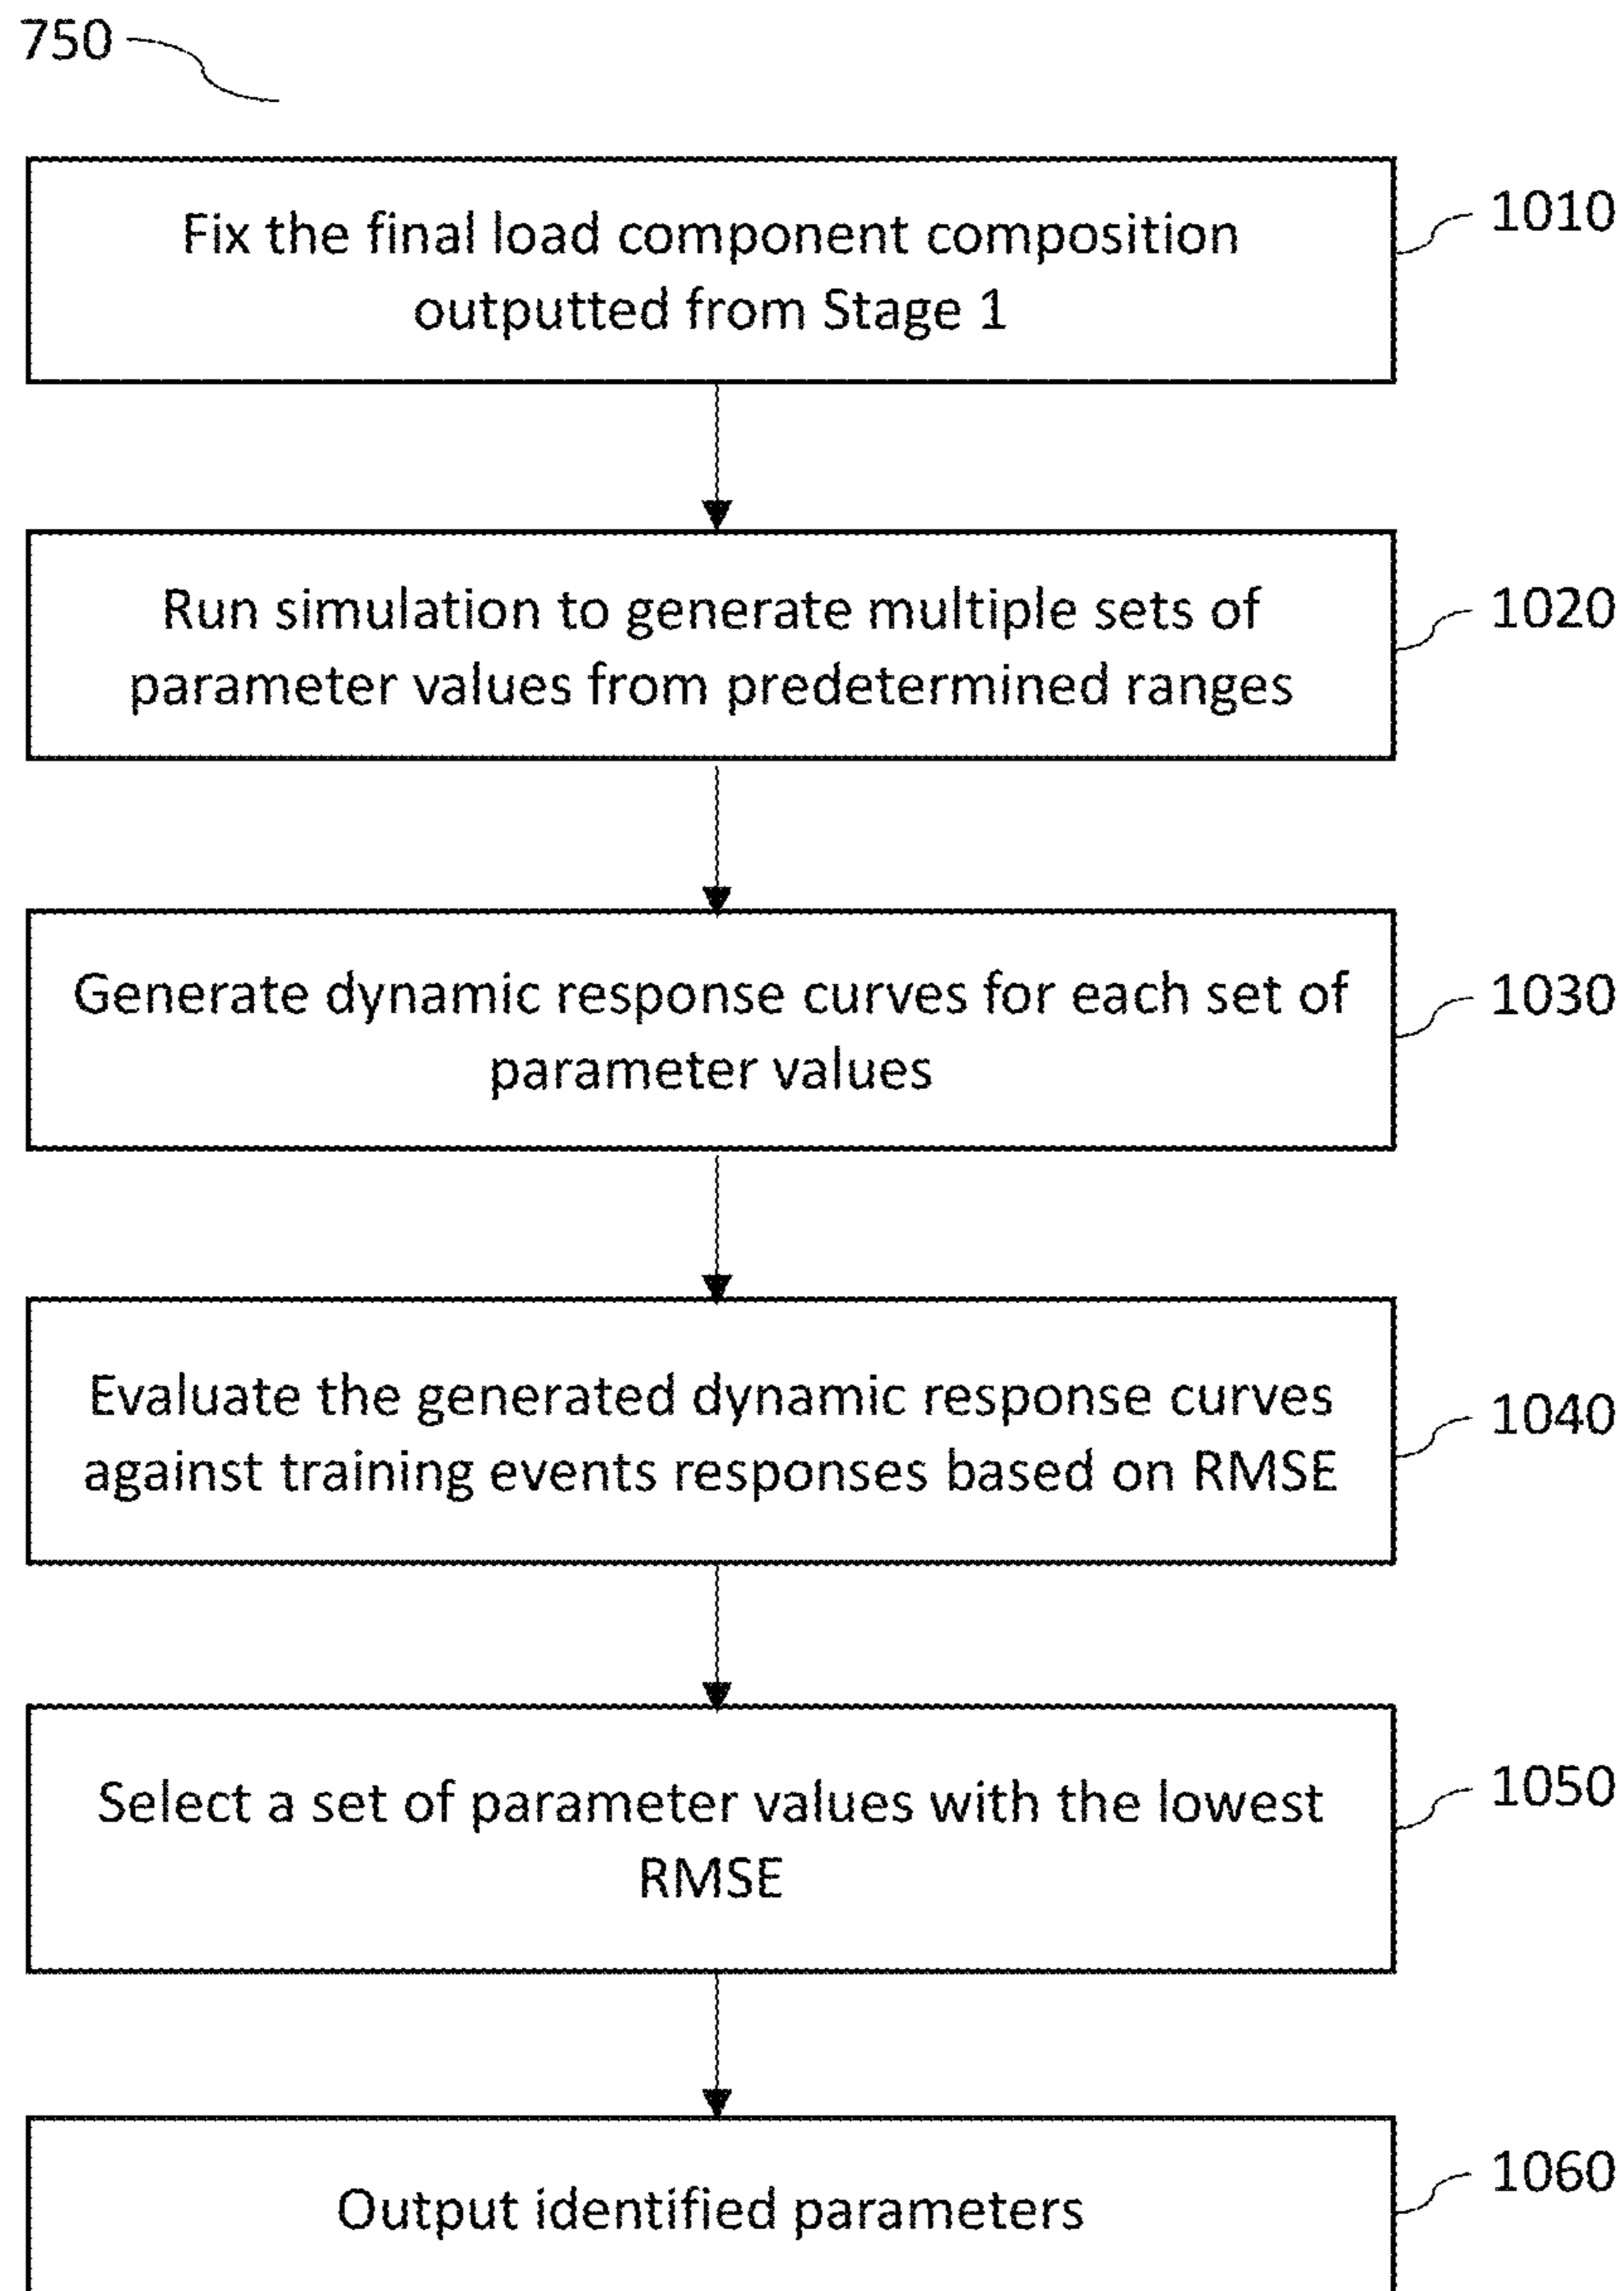 750
Fix the final load component composition
outputted from Stage 1
1010
Run simulation to generate multiple sets of
parameter values from predetermined ranges
1020
Generate dynamic response curves for each set of
parameter values
1030
Evaluate the generated dynamic response curves
against training events responses based on RMSE
1040
Select a set of parameter values with the lowest
RMSE
1050
Output identified parameters
1060